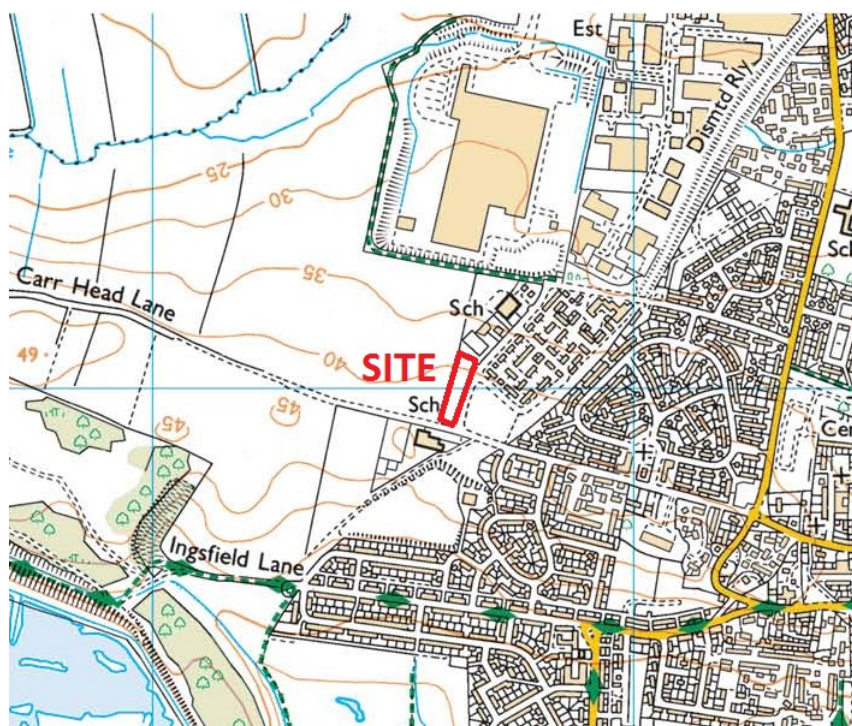 Est
Dismtd Rly
25
30
Sch
35
Carr Head Lane
Sch
40
49
SITE
45
45
Sch
Cem
Ingsfield Lane